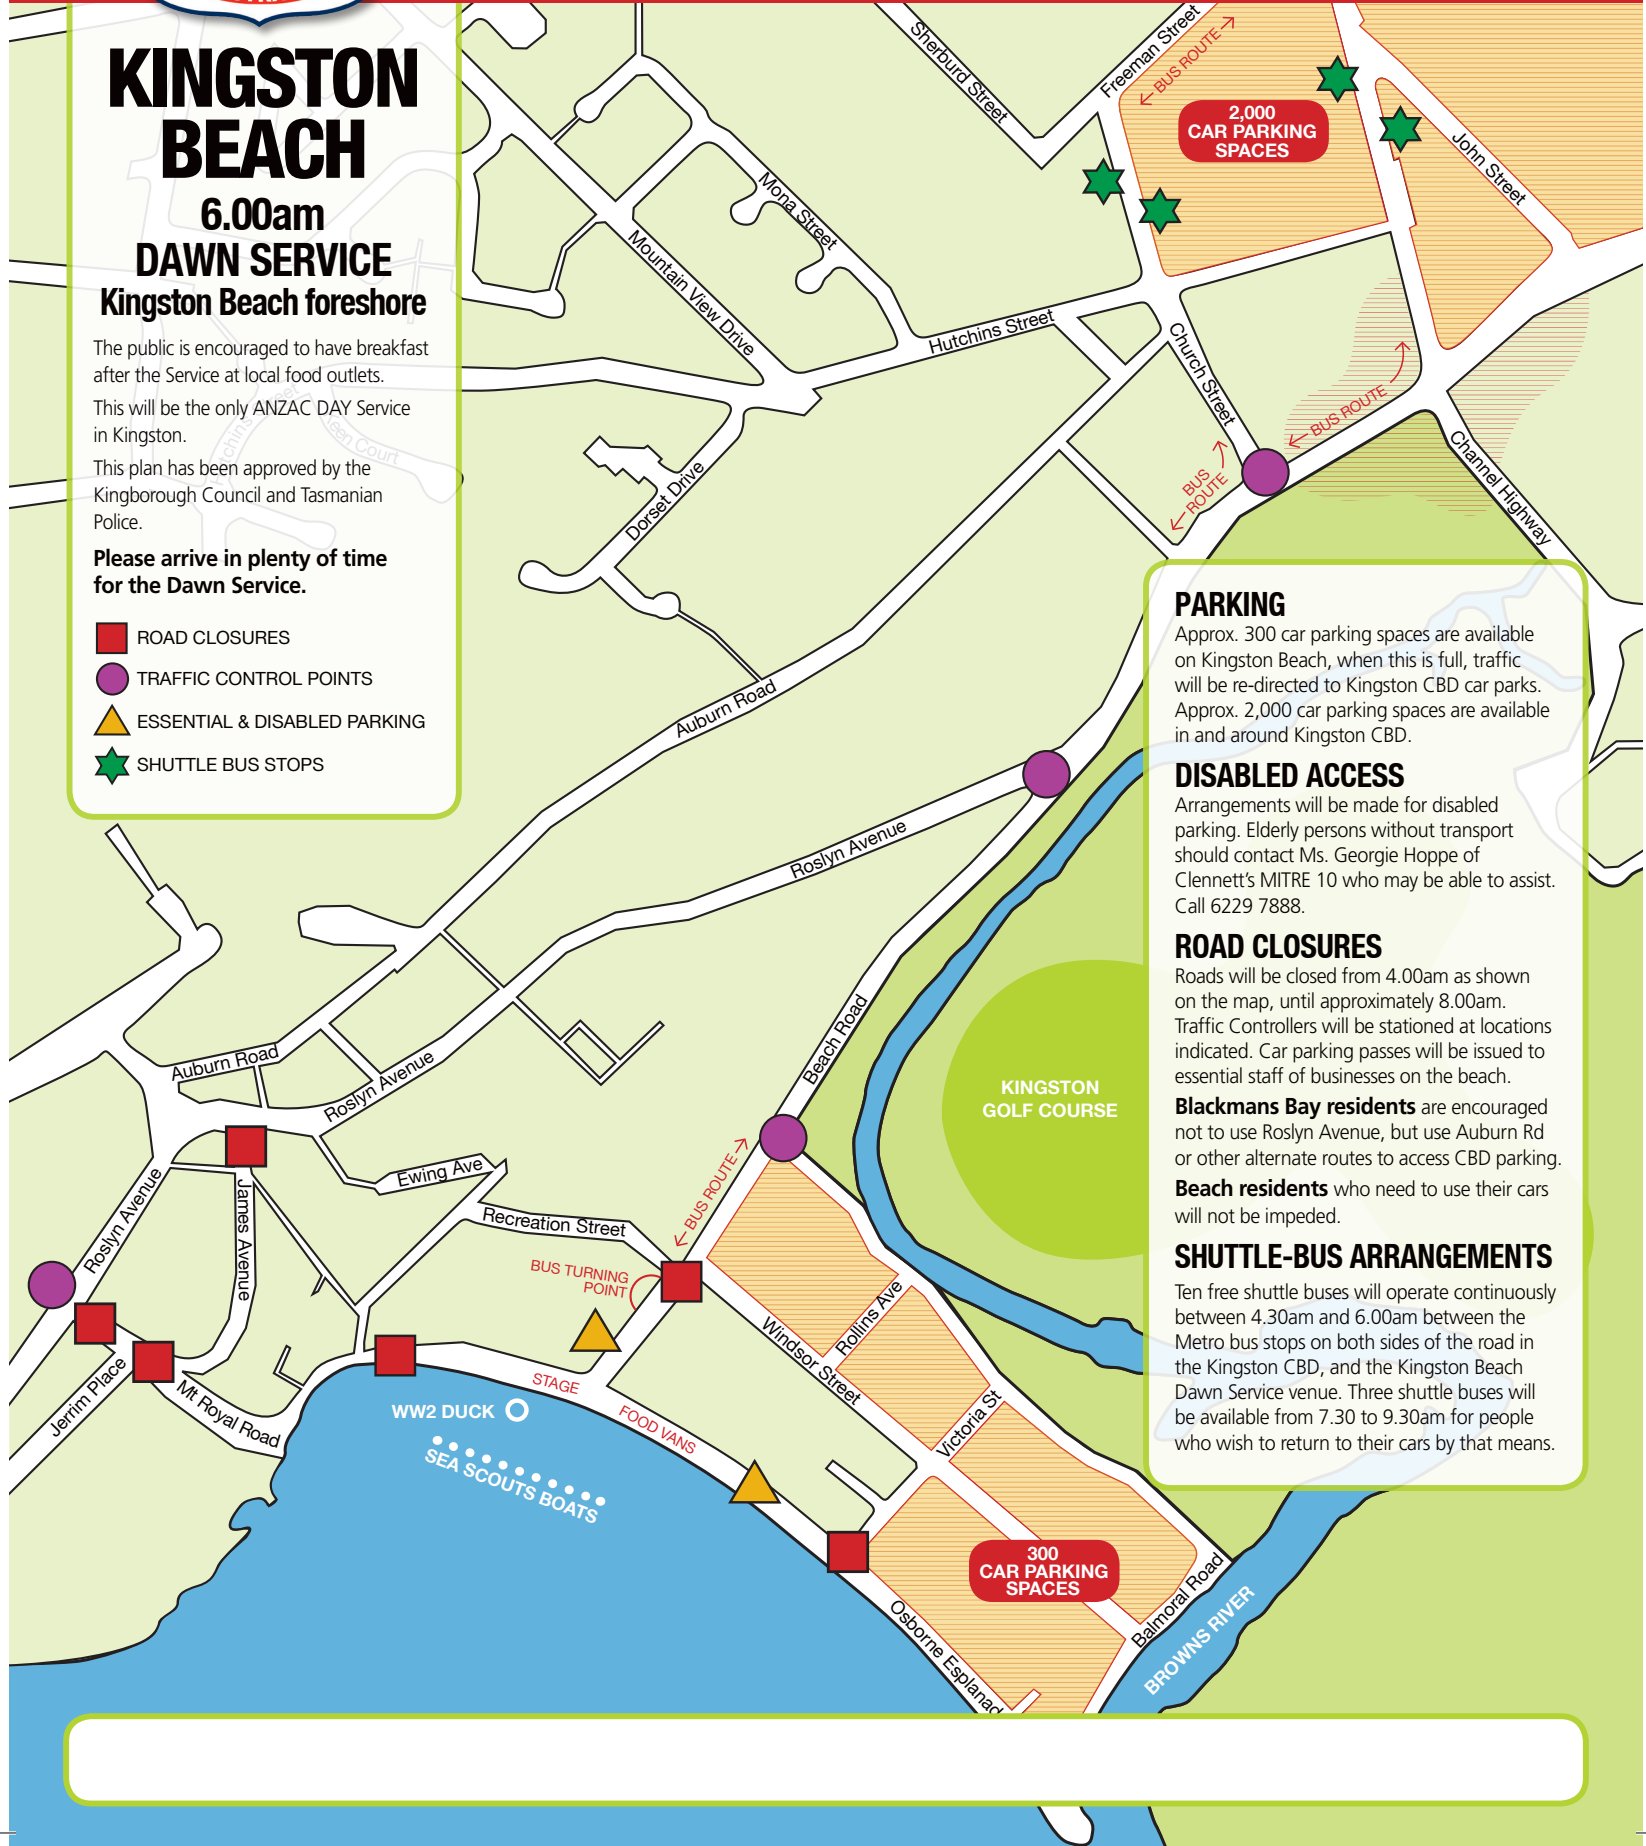 KINGSTON
BEACH
6.00am
DAWN SERVICE
Kingston Beach foreshore
The public is encouraged to have breakfast
after the Service at local food outlets.
This will be the only ANZAC DAY Service
in Kingston.
This plan has been approved by the
Kingborough Council and Tasmanian
Police.
Please arrive in plenty of time
for the Dawn Service.
ROAD CLOSURES
TRAFFIC CONTROL POINTS
ESSENTIAL & DISABLED PARKING
SHUTTLE BUS STOPS
Sherburd Street
Freeman Street
BUS ROUTE
2,000
CAR PARKING
SPACES
John Street
Mona Street
Mountain View Drive
Hutchins Street
Church Street
BUS ROUTE
BUS
ROUTE
Channel Highway
Dorset Drive
Auburn Road
Roslyn Avenue
Beach Road
KINGSTON
GOLF COURSE
Auburn Road
Roslyn Avenue
Ewing Ave
Recreation Street
Roslyn Avenue
James Avenue
BUS ROUTE
BUS TURNING
POINT
Jerrim Place
Mt Royal Road
STAGE
WW2 DUCK
FOOD VANS
SEA SCOUTS BOATS
Windsor Street
Rollins Ave
Victoria St
300
CAR PARKING
SPACES
Balmoral Road
BROWNS RIVER
Osborne Esplanad
PARKING
Approx. 300 car parking spaces are available
on Kingston Beach, when this is full, traffic
will be re-directed to Kingston CBD car parks.
Approx. 2,000 car parking spaces are available
in and around Kingston CBD.
DISABLED ACCESS
Arrangements will be made for disabled
parking. Elderly persons without transport
should contact Ms. Georgie Hoppe of
Clennett's MITRE 10 who may be able to assist.
Call 6229 7888.
ROAD CLOSURES
Roads will be closed from 4.00am as shown
on the map, until approximately 8.00am.
Traffic Controllers will be stationed at locations
indicated. Car parking passes will be issued to
essential staff of businesses on the beach.
Blackmans Bay residents are encouraged
not to use Roslyn Avenue, but use Auburn Rd
or other alternate routes to access CBD parking.
Beach residents who need to use their cars
will not be impeded.
SHUTTLE-BUS ARRANGEMENTS
Ten free shuttle buses will operate continuously
between 4.30am and 6.00am between the
Metro bus stops on both sides of the road in
the Kingston CBD, and the Kingston Beach
Dawn Service venue. Three shuttle buses will
be available from 7.30 to 9.30am for people
who wish to return to their cars by that means.